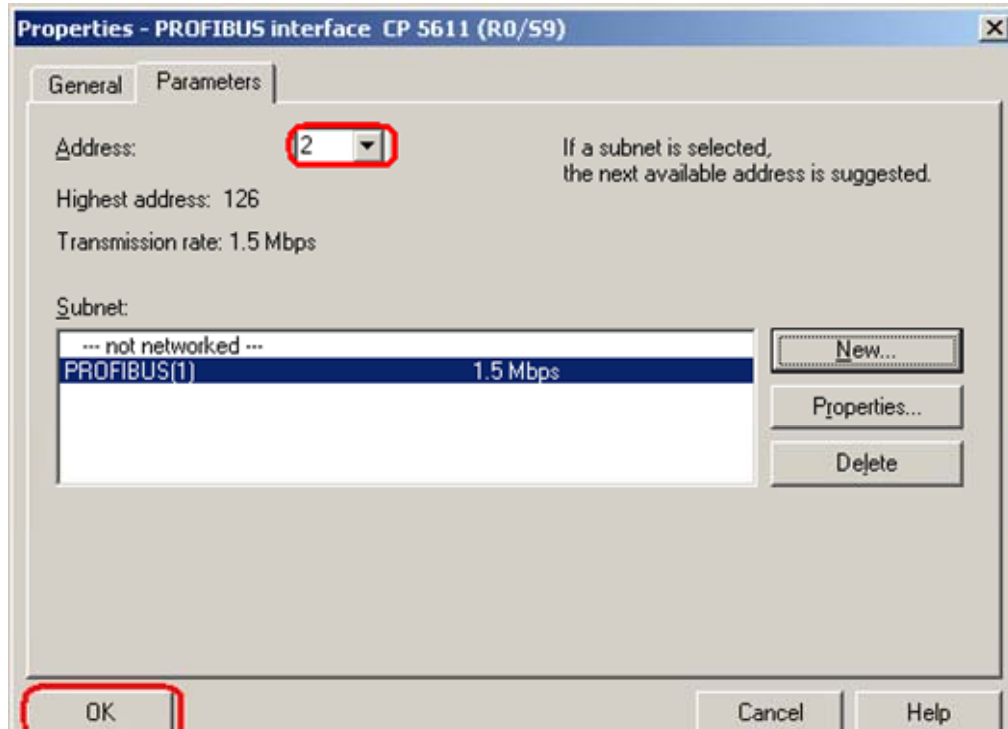 Properties - PROFIBUS interface CP 5611 (R0/S9)
General
Parameters
Address:
2
If a subnet is selected,
the next available address is suggested.
Highest address: 126
Transmission rate: 1.5 Mbps
Subnet:
--- not networked ---
PROFIBUS(1) 1.5 Mbps
New...
Properties...
Delete
OK
Cancel
Help